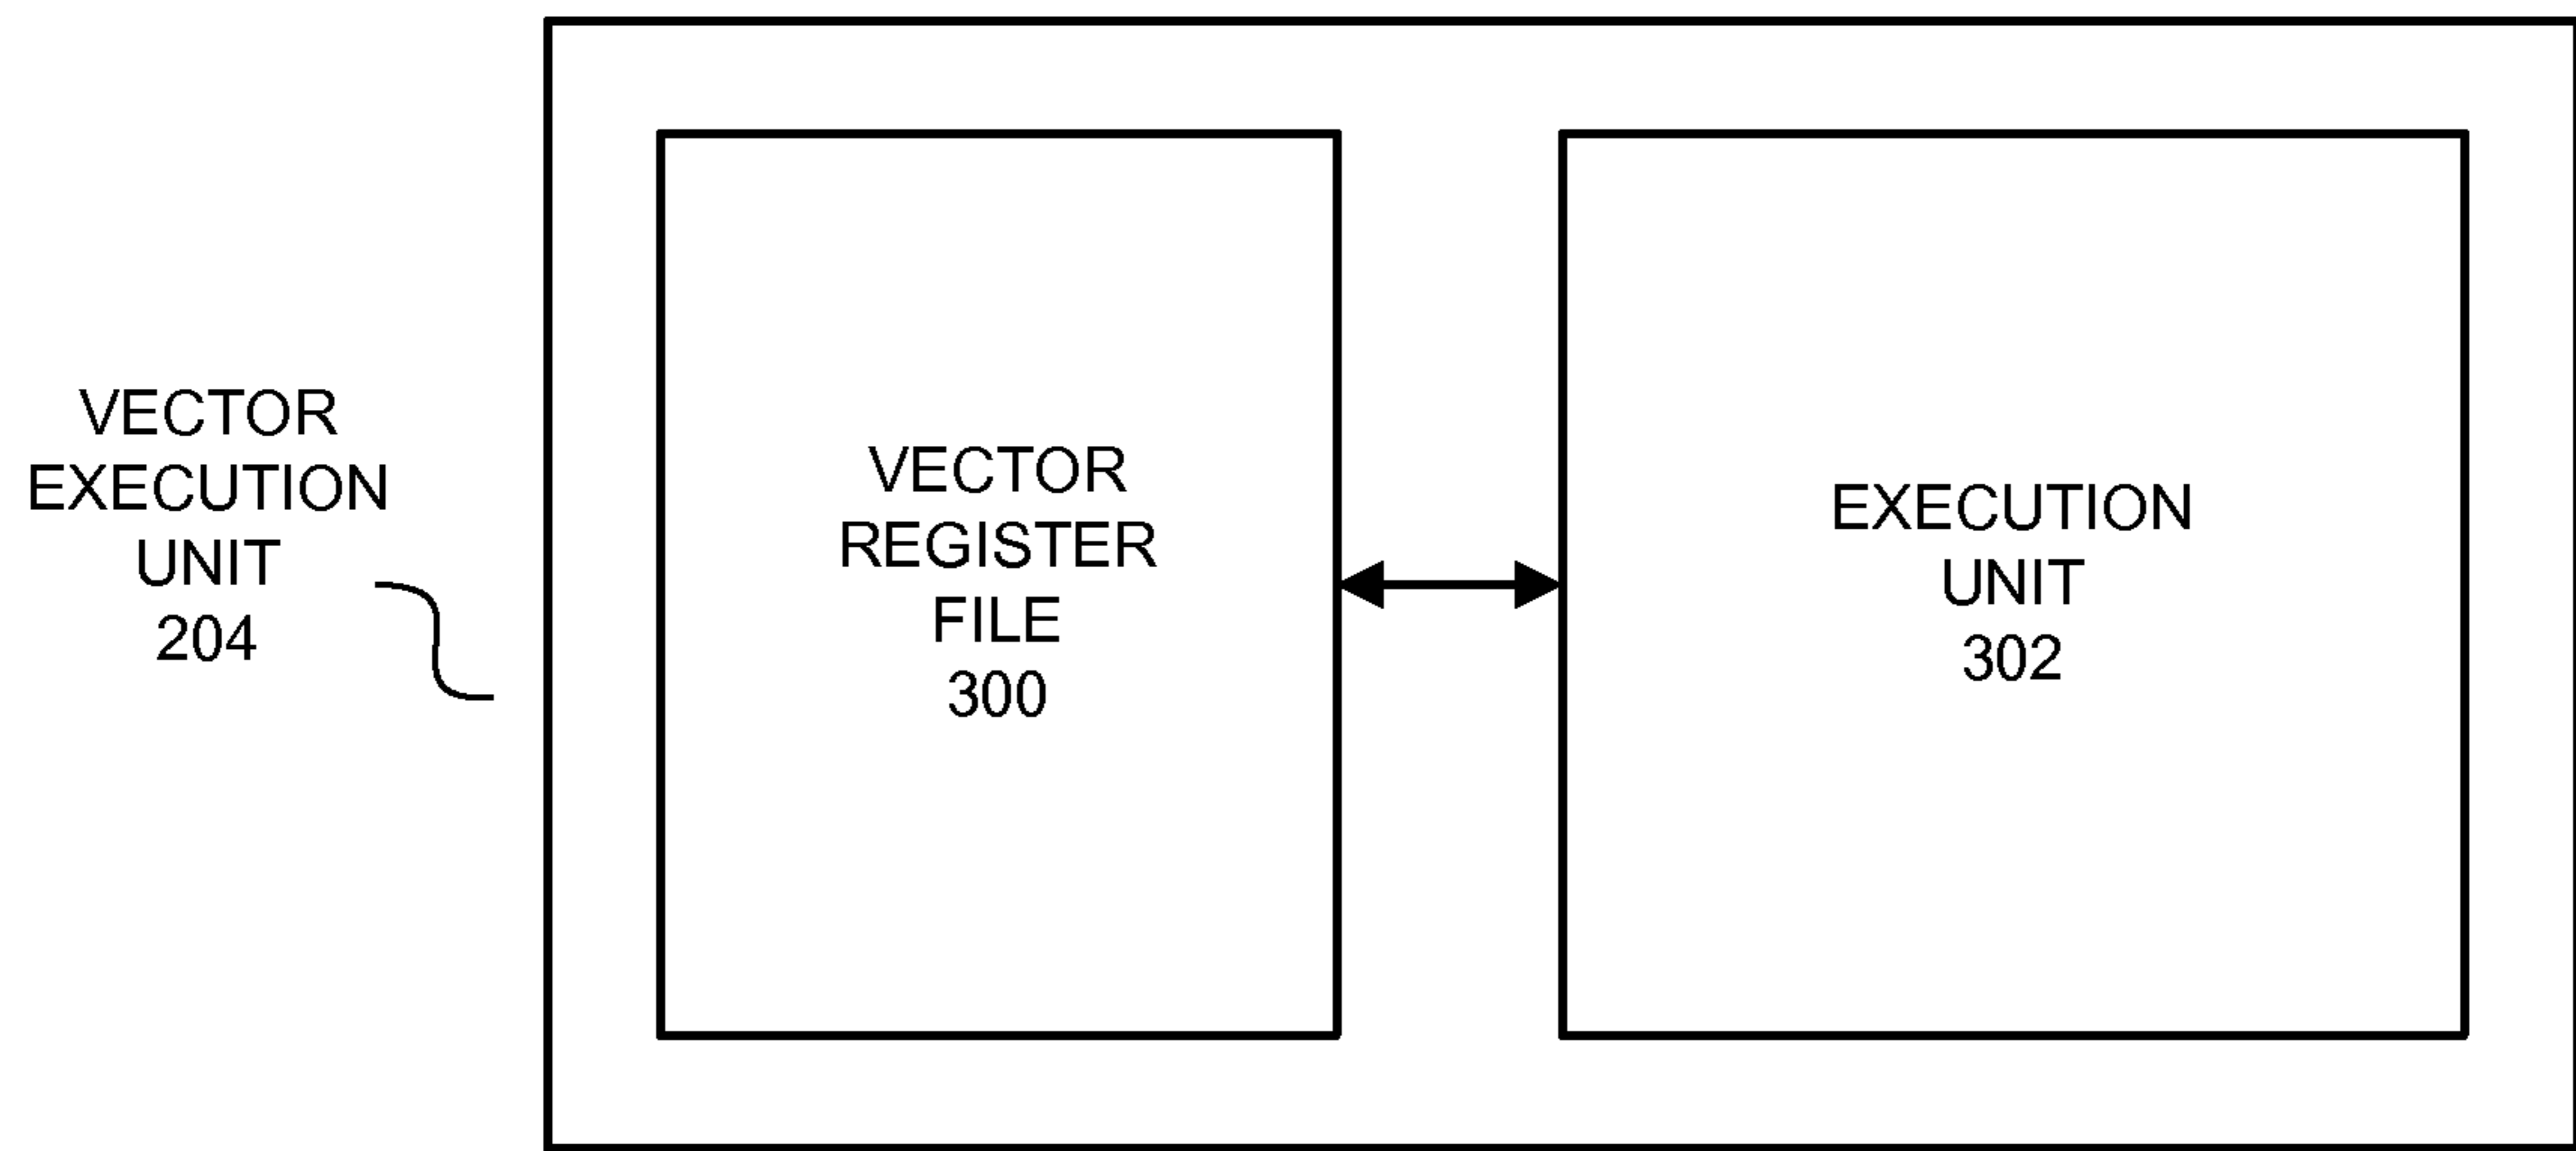 VECTOR
EXECUTION
UNIT
204
VECTOR
REGISTER
FILE
300
EXECUTION
UNIT
302